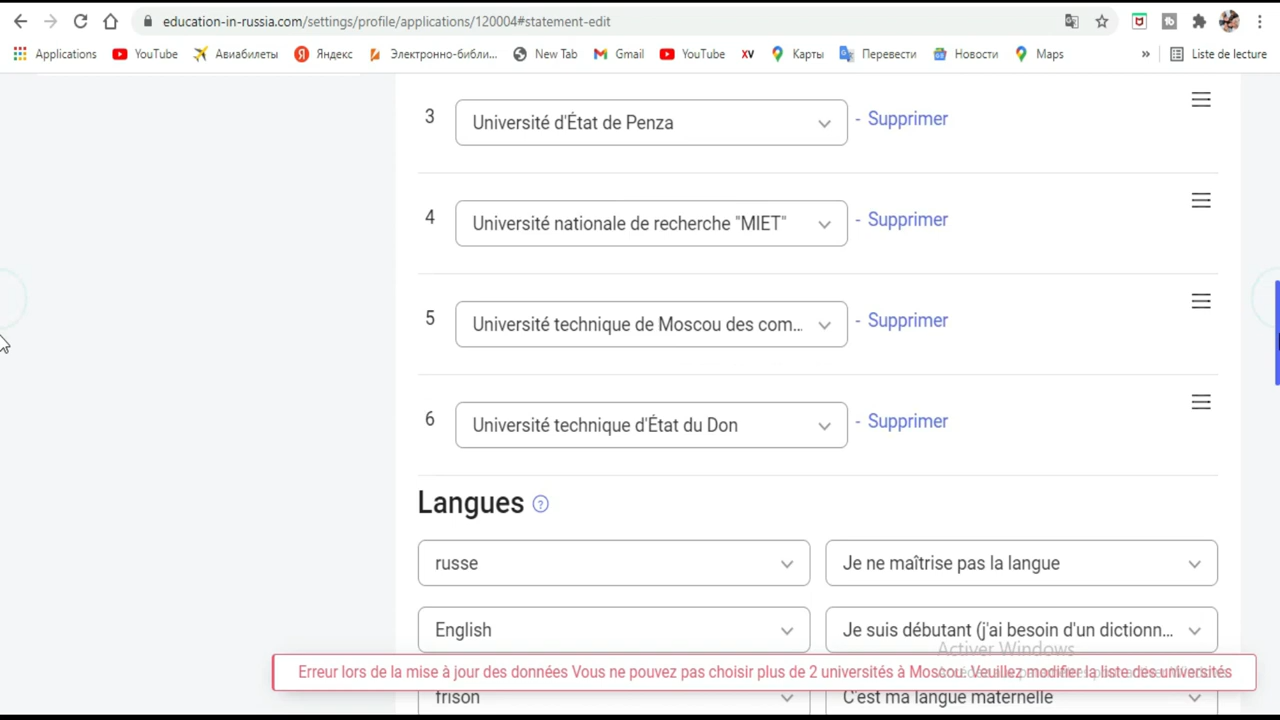 education-in-russia.com/settings/profile/applications/120004#statement-edit
Applications YouTube Авиабилеты Яндекс Электронно-библи... New Tab Gmail YouTube XV Карты Перевести Новости Maps » Liste de lecture
3 Université d'État de Penza - Supprimer
4 Université nationale de recherche "MIET" - Supprimer
5 Université technique de Moscou des com... - Supprimer
6 Université technique d'État du Don - Supprimer
Langues ?
russe Je ne maîtrise pas la langue
English Je suis débutant (j'ai besoin d'un dictionn...
Activer Windows
Erreur lors de la mise à jour des données Vous ne pouvez pas choisir plus de 2 universités à Moscou Veuillez modifier la liste des universités
frison C'est ma langue maternelle